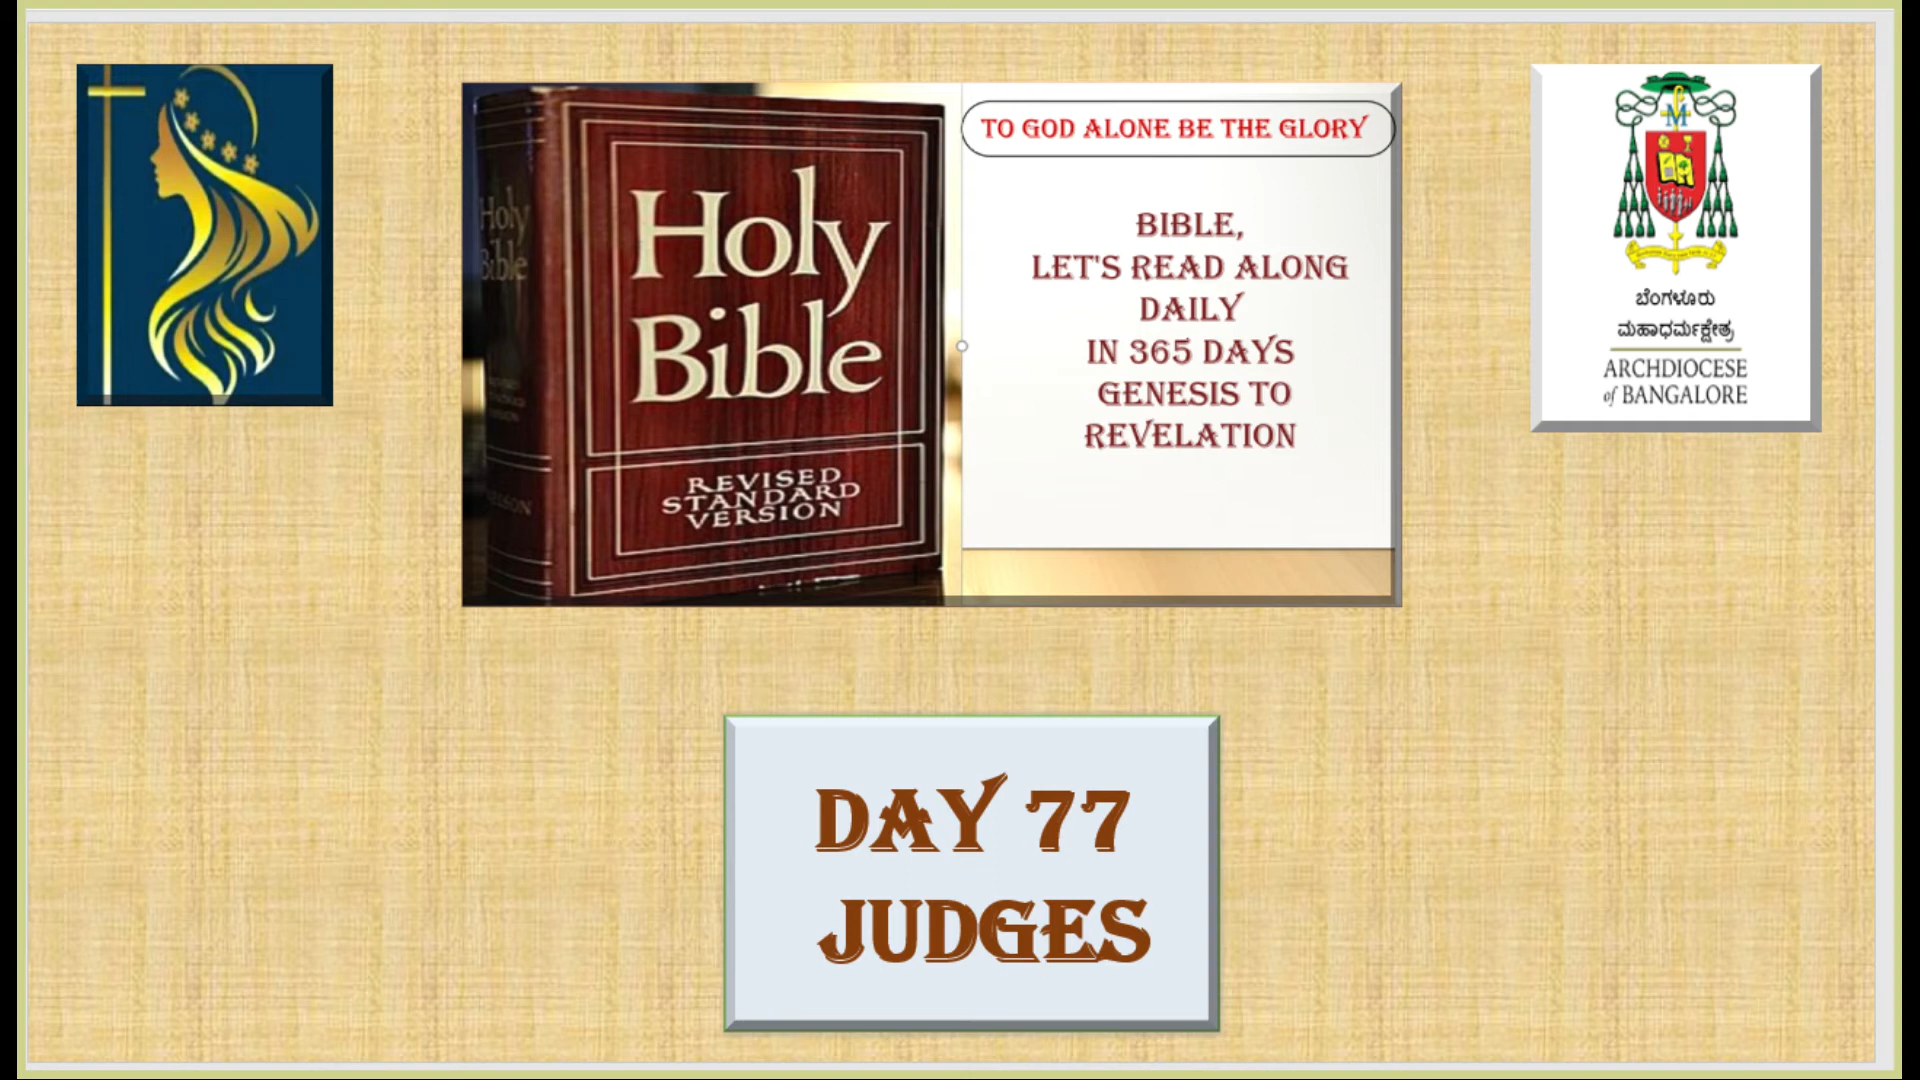 TO GOD ALONE BE THE GLORY
Holy
Bible
REVISED
STANDARD
VERSION
Holy
Bible
BIBLE,
LET'S READ ALONG
DAILY
IN 365 DAYS
GENESIS TO
REVELATION
M
ಬೆಂಗಳೂರು
ಮಹಾಧರ್ಮಕ್ಷೇತ್ರ
ARCHDIOCESE
of BANGALORE
DAY 77
JUDGES